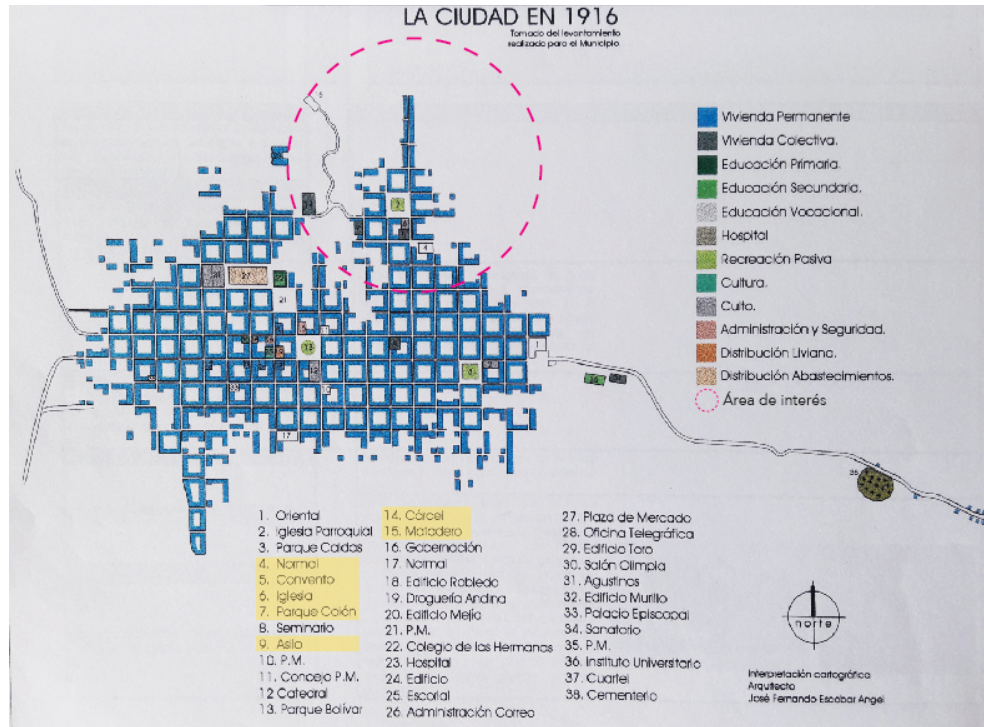 LA CIUDAD EN 1916
Tomado del levantamiento
realizado para el Municipio
Vivienda Permanente
Vivienda Colectiva.
Educación Primaria.
Educación Secundaria.
Educación Vocacional.
Hospital
Recreación Pasiva
Cultura.
Culto.
Administración y Seguridad.
Distribución Liviana.
Distribución Abastecimientos.
Área de interés
1. Oriental
2. Iglesia Parroquial
3. Parque Caldas
4. Normal
5. Convento
6. Iglesia
7. Parque Colón
8. Seminario
9. Asilo
10. P.M.
11. Concejo P.M.
12 Catedral
13. Parque Bolívar
14. Cárcel
15. Matadero
16. Gobernación
17. Normal
18. Edificio Robledo
19. Droguería Andina
20. Edificio Mejía
21. P.M.
22. Colegio de las Hermanas
23. Hospital
24. Edificio
25. Escorial
26. Administración Correo
27. Plaza de Mercado
28. Oficina Telegráfica
29. Edificio Toro
30. Salón Olimpia
31. Agustinos
32. Edificio Murillo
33. Palacio Episcopal
34. Sanatorio
35. P.M.
36. Instituto Universitario
37. Cuartel
38. Cementerio
norte
Interpretación cartográfica
Arquitecto
José Fernando Escobar Angel
27
21
13
1
4
7
17